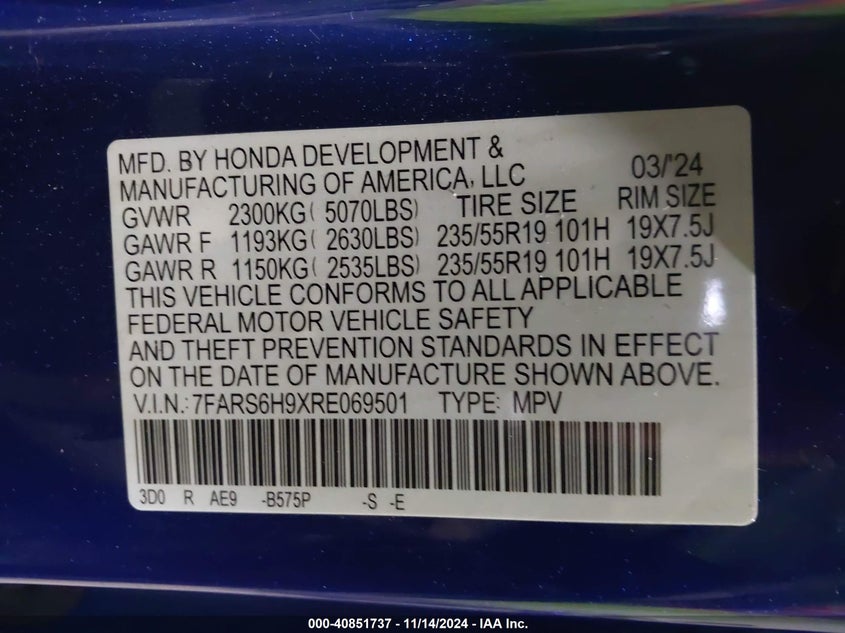 MFD. BY HONDA DEVELOPMENT &
MANUFACTURING OF AMERICA, LLC 03/'24
GVWR 2300KG( 5070LBS) TIRE SIZE RIM SIZE
GAWR F 1193KG( 2630LBS) 235/55R19 101H 19X7.5J
GAWR R 1150KG( 2535LBS) 235/55R19 101H 19X7.5J
THIS VEHICLE CONFORMS TO ALL APPLICABLE
FEDERAL MOTOR VEHICLE SAFETY
AND THEFT PREVENTION STANDARDS IN EFFECT
ON THE DATE OF MANUFACTURE SHOWN ABOVE.
V.I.N.: 7FARS6H9XRE069501 TYPE: MPV
3D0 R AE9 -B575P -S -E
000-40851737 - 11/14/2024 - IAA Inc.